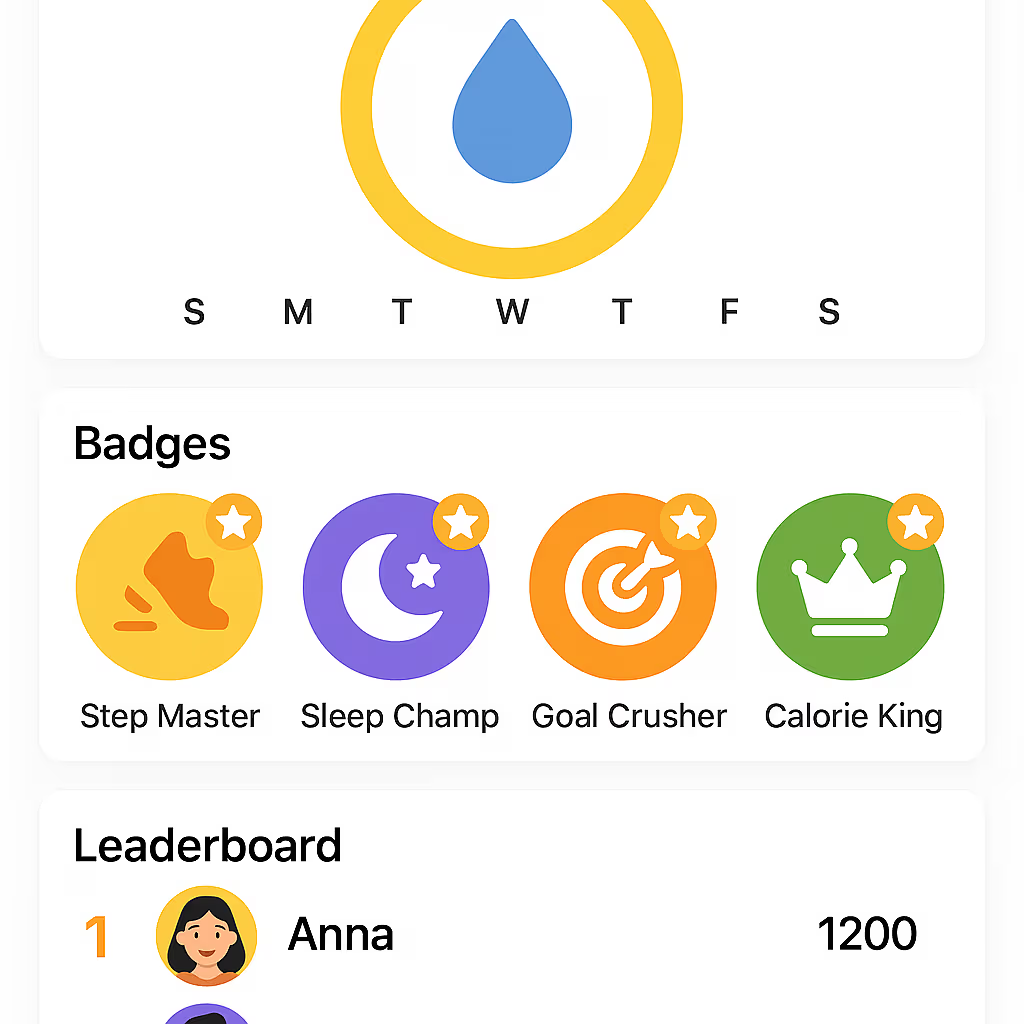 S M T W T F S
Badges
Step Master Sleep Champ Goal Crusher Calorie King
Leaderboard
1 Anna 1200